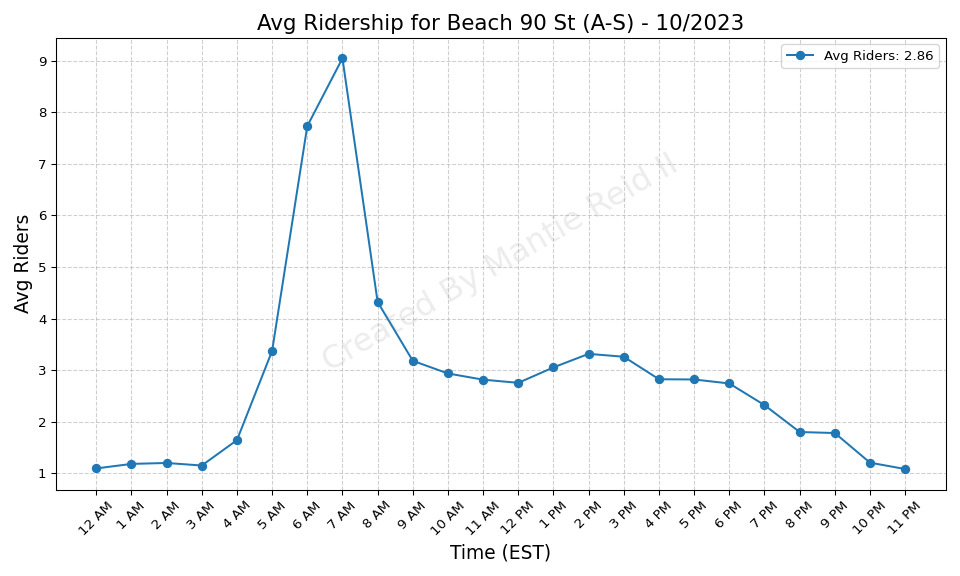 Avg Ridership for Beach 90 St (A-S) - 10/2023
Avg Riders: 2.86
Avg Riders
9
8
7
6
5
4
3
2
1
Created By Mantie Reid II
12 AM
1 AM
2 AM
3 AM
4 AM
5 AM
6 AM
7 AM
8 AM
9 AM
10 AM
11 AM
12 PM
1 PM
2 PM
3 PM
4 PM
5 PM
6 PM
7 PM
8 PM
9 PM
10 PM
11 PM
Time (EST)